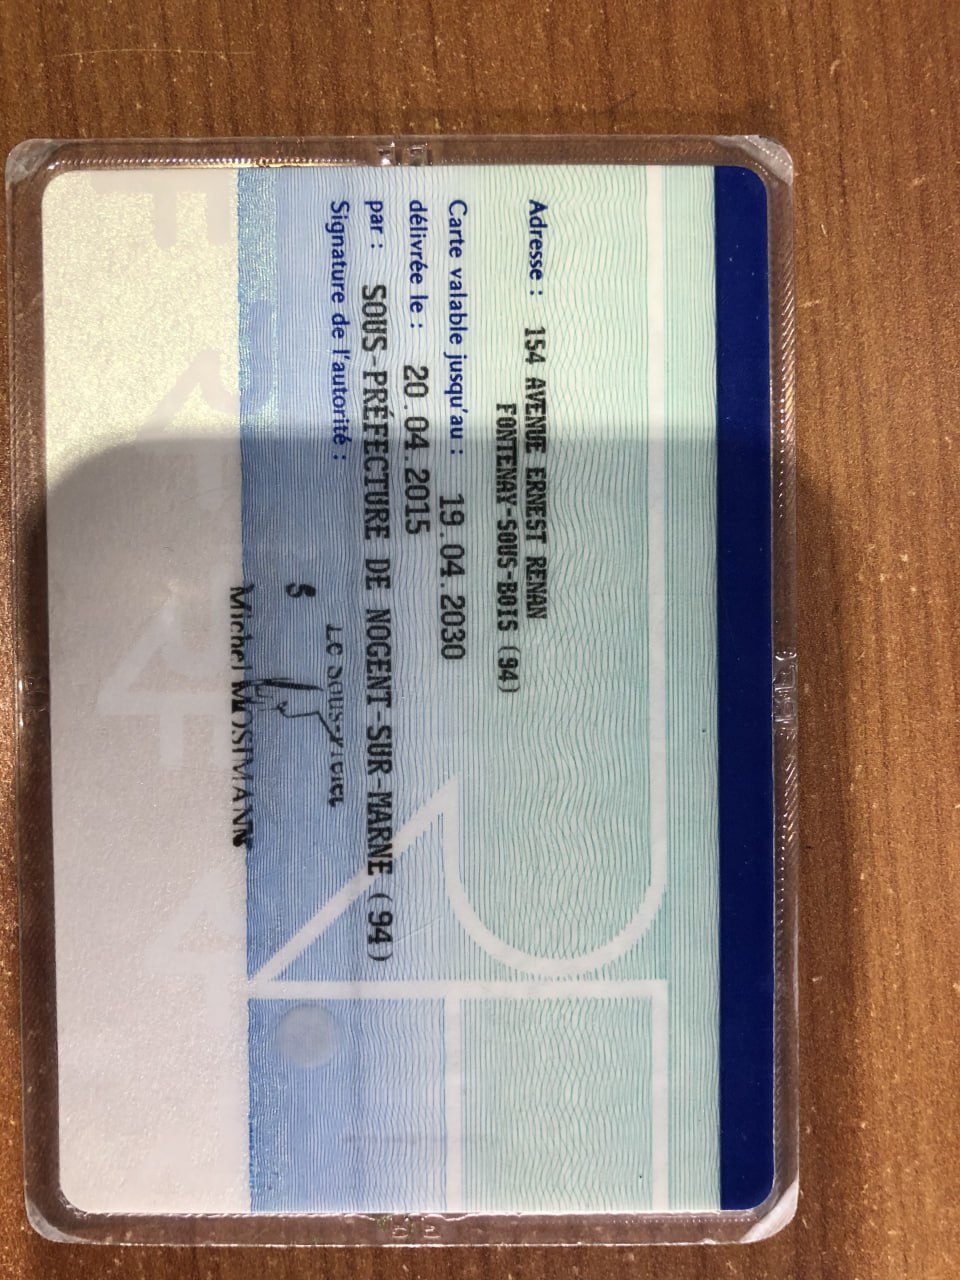 Adresse : 154 AVENUE ERNEST RENAN
FONTENAY-SOUS-BOIS (94)
Carte valable jusqu'au : 19.04.2030
délivrée le : 20.04.2015
par : SOUS-PRÉFECTURE DE NOGENT-SUR-MARNE (94)
Signature de l'autorité :
Michel MOSIMANN